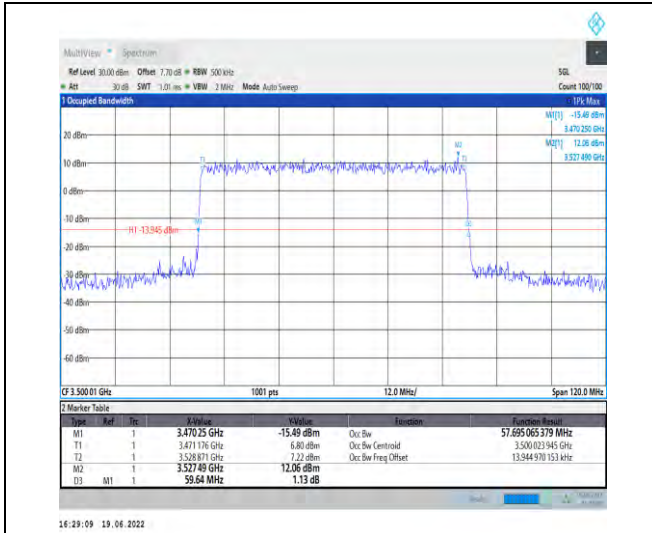 MultiView Spectrum
Ref Level 30.00 dBm Offset 7.70 dB RBW 500 kHz SGL
Att 30 dB SWT 1.01 ms VBW 2 MHz Mode Auto Sweep Count 100/100
1 Occupied Bandwidth 1Pk Max
M1[1] -15.49 dBm
3.470 250 GHz
M2[1] 12.06 dBm
3.527 490 GHz
20 dBm
M2
T1 T2
10 dBm
0 dBm
-10 dBm
M1 D3
H1 -13.945 dBm
-20 dBm
-30 dBm
-40 dBm
-50 dBm
-60 dBm
CF 3.500 01 GHz 1001 pts 12.0 MHz/ Span 120.0 MHz
2 Marker Table
Type Ref Trc X-Value Y-Value Function Function Result
M1 1 3.470 25 GHz -15.49 dBm Occ Bw 57.695 065 379 MHz
T1 1 3.471 176 GHz 6.80 dBm Occ Bw Centroid 3.500 023 945 GHz
T2 1 3.528 871 GHz 7.22 dBm Occ Bw Freq Offset 13.944 970 153 kHz
M2 1 3.527 49 GHz 12.06 dBm
D3 M1 1 59.64 MHz 1.13 dB
16:29:09 19.06.2022